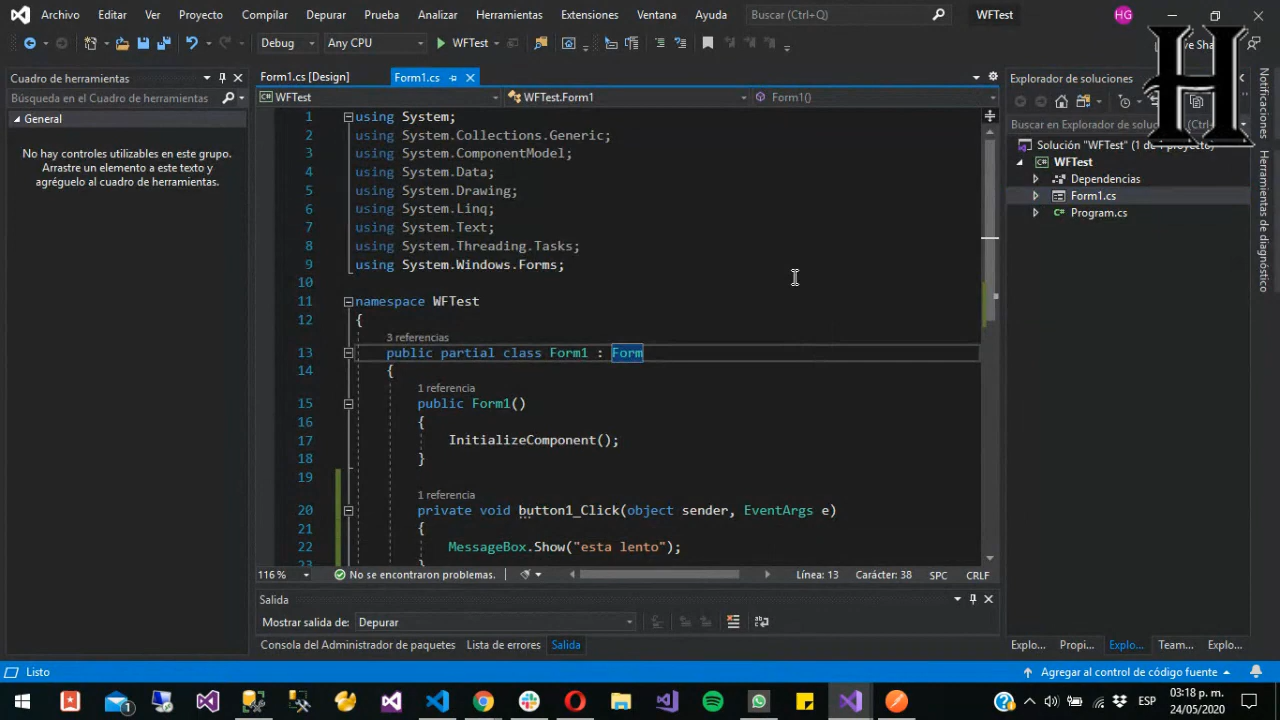 Archivo Editar Ver Proyecto Compilar Depurar Prueba Analizar Herramientas Extensiones Ventana Ayuda Buscar (Ctrl+Q) WFTest HG
Debug Any CPU WFTest
Cuadro de herramientas
Búsqueda en el Cuadro de herramientas
General
No hay controles utilizables en este grupo.
Arrastre un elemento a este texto y
agréguelo al cuadro de herramientas.
Form1.cs [Design] Form1.cs
WFTest WFTest.Form1 Form1()
1 using System;
2 using System.Collections.Generic;
3 using System.ComponentModel;
4 using System.Data;
5 using System.Drawing;
6 using System.Linq;
7 using System.Text;
8 using System.Threading.Tasks;
9 using System.Windows.Forms;
10
11 namespace WFTest
12 {
3 referencias
13 public partial class Form1 : Form
14 {
1 referencia
15 public Form1()
16 {
17 InitializeComponent();
18 }
19
1 referencia
20 private void button1_Click(object sender, EventArgs e)
21 {
22 MessageBox.Show("esta lento");
23 }
116 % No se encontraron problemas. Línea: 13 Carácter: 38 SPC CRLF
Salida
Mostrar salida de: Depurar
Consola del Administrador de paquetes Lista de errores Salida
Explorador de soluciones
Buscar en Explorador de
Solución "WFTest" (1 de
WFTest
Dependencias
Form1.cs
Program.cs
Explo... Propi... Explo... Team... Explo...
Notificaciones
Herramientas de diagnóstico
H
Listo Agregar al control de código fuente
1
ESP
03:18 p. m.
24/05/2020